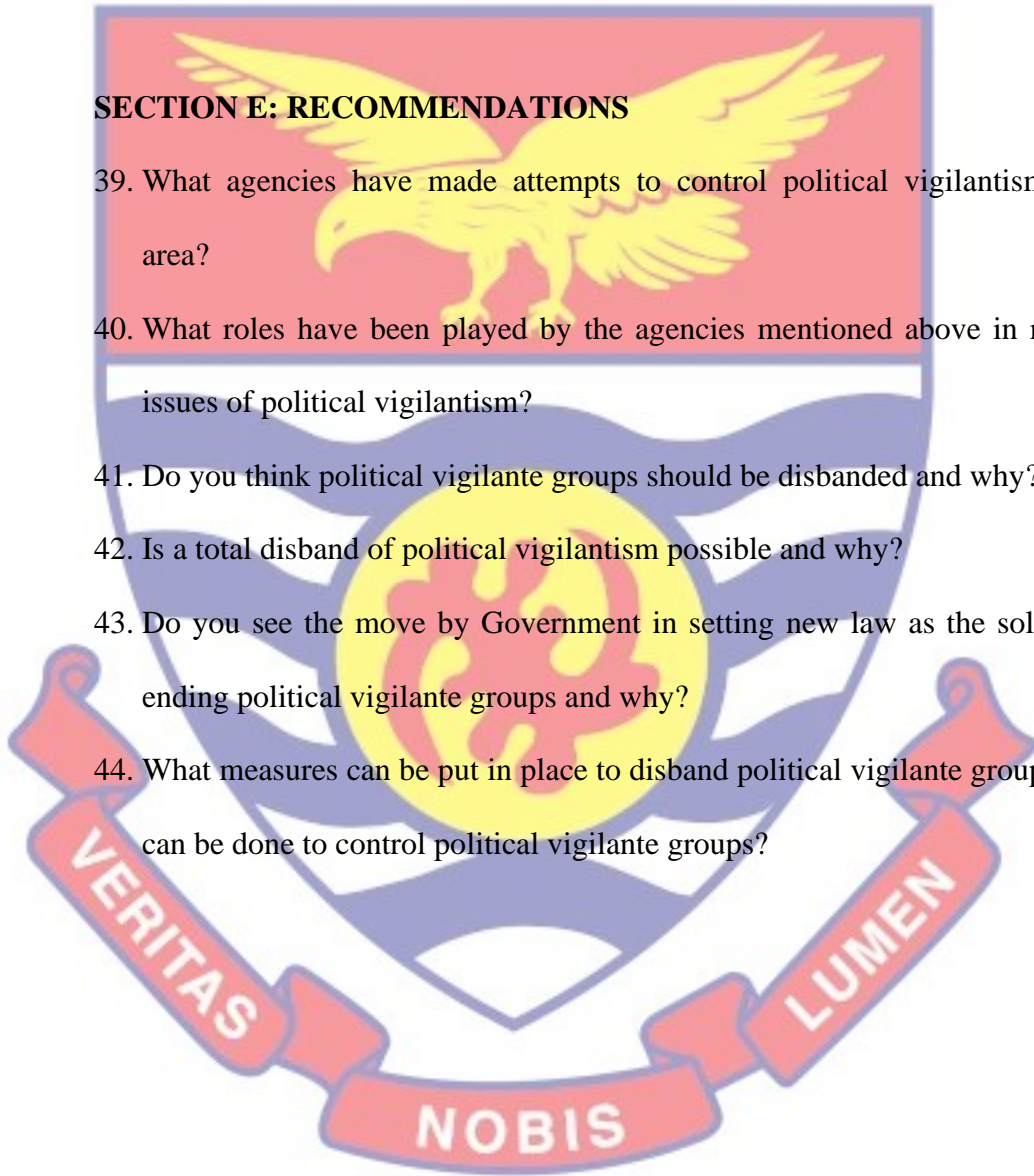 SECTION E: RECOMMENDATIONS
39. What agencies have made attempts to control political
area?
40. What roles have been played by the agencies mentioned above in
issues of political vigilantism?
41. Do you think political vigilante groups should be disbanded and why?
42. Is a total disband of political vigilantism possible and why?
43. Do you see the move by Government in setting new law as the
ending political vigilante groups and why?
44. What measures can be put in place to disband political vigilante
can be done to control political vigilante groups?
VERITAS
NOBIS
LUMEN